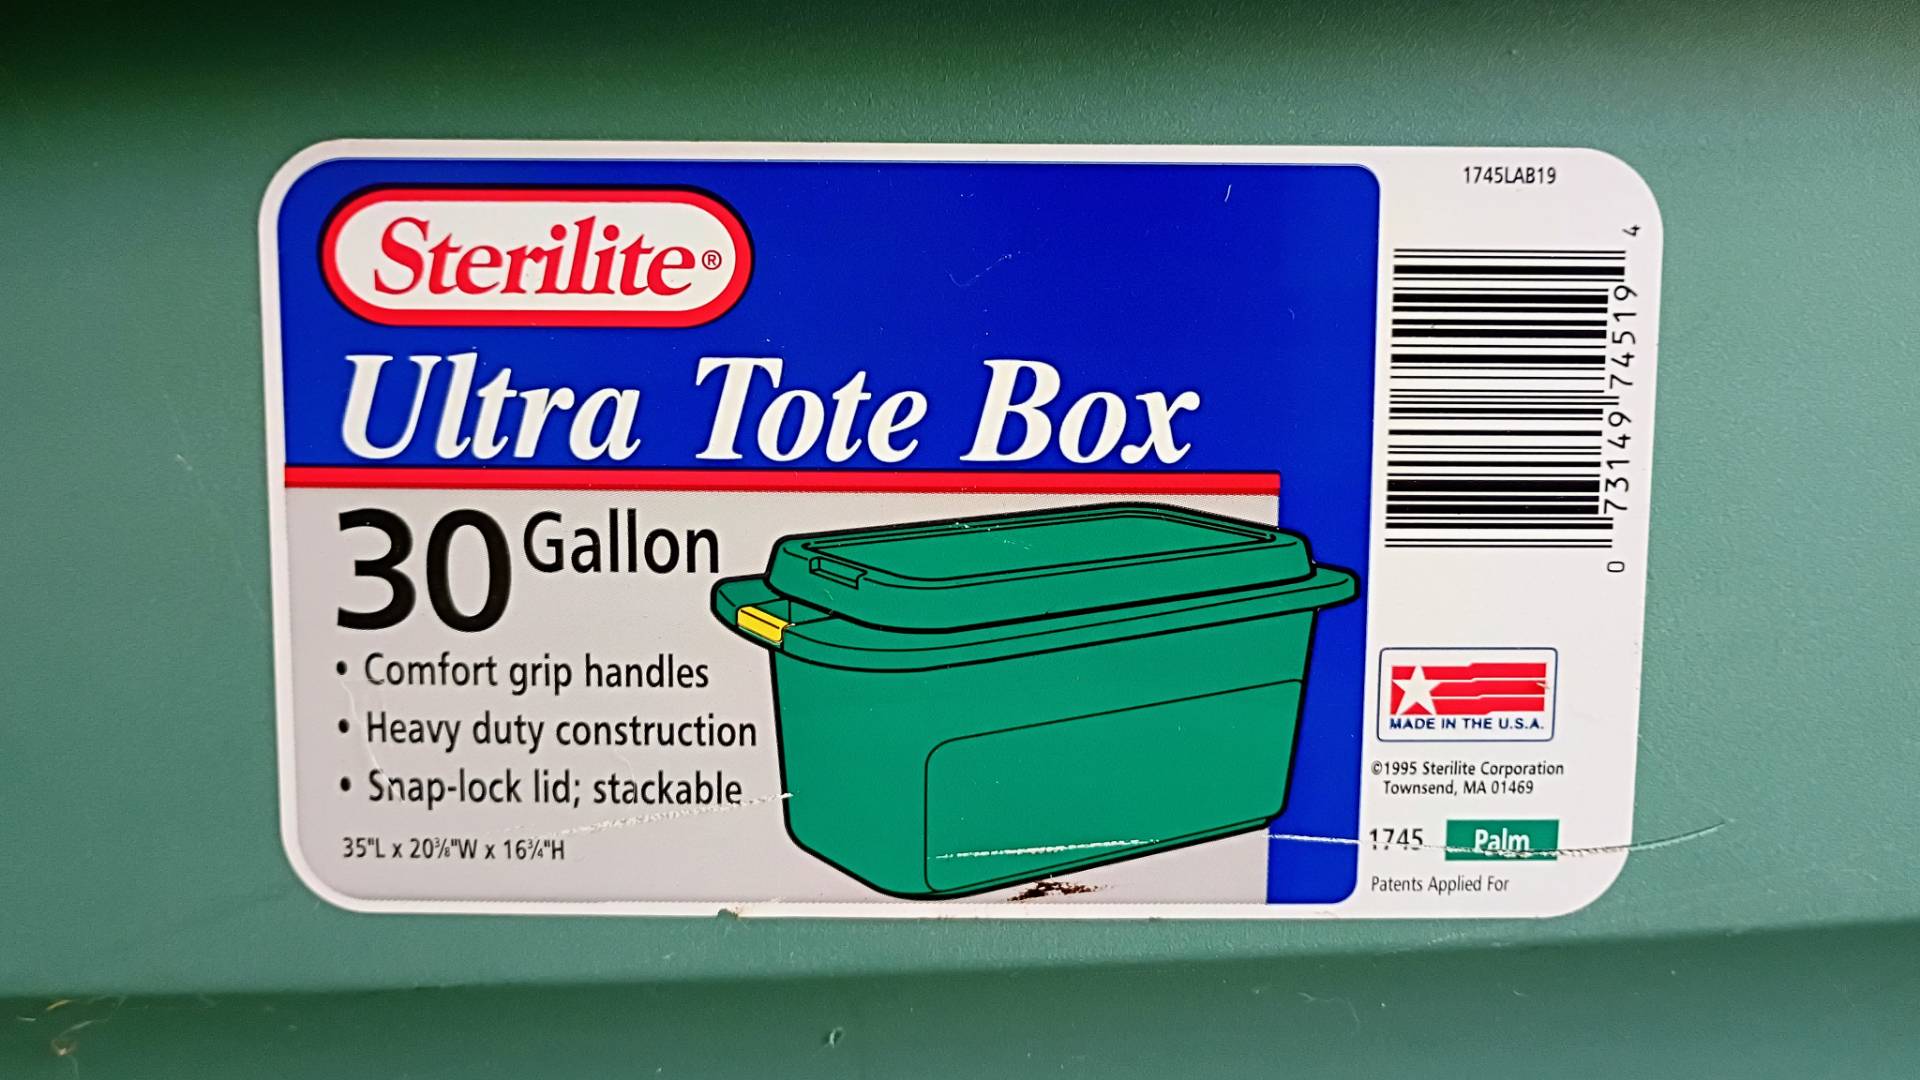 Sterilite®
Ultra Tote Box
30 Gallon
• Comfort grip handles
• Heavy duty construction
• Snap-lock lid; stackable
35"L x 20⅜"W x 16¾"H
1745LAB19
0 73149 74519 4
MADE IN THE U.S.A.
©1995 Sterilite Corporation
Townsend, MA 01469
1745 Palm
Patents Applied For